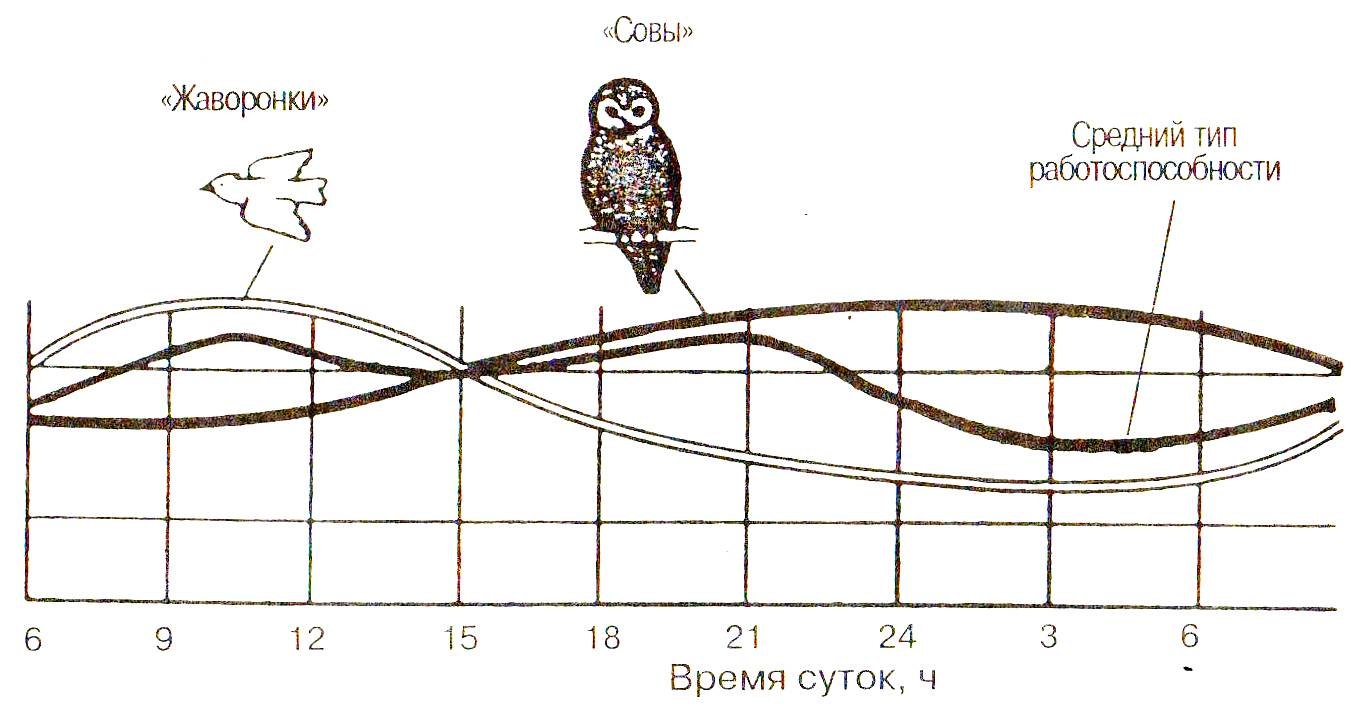 «Совы»
«Жаворонки»
Средний тип
работоспособности
6 9 12 15 18 21 24 3 6
Время суток, ч